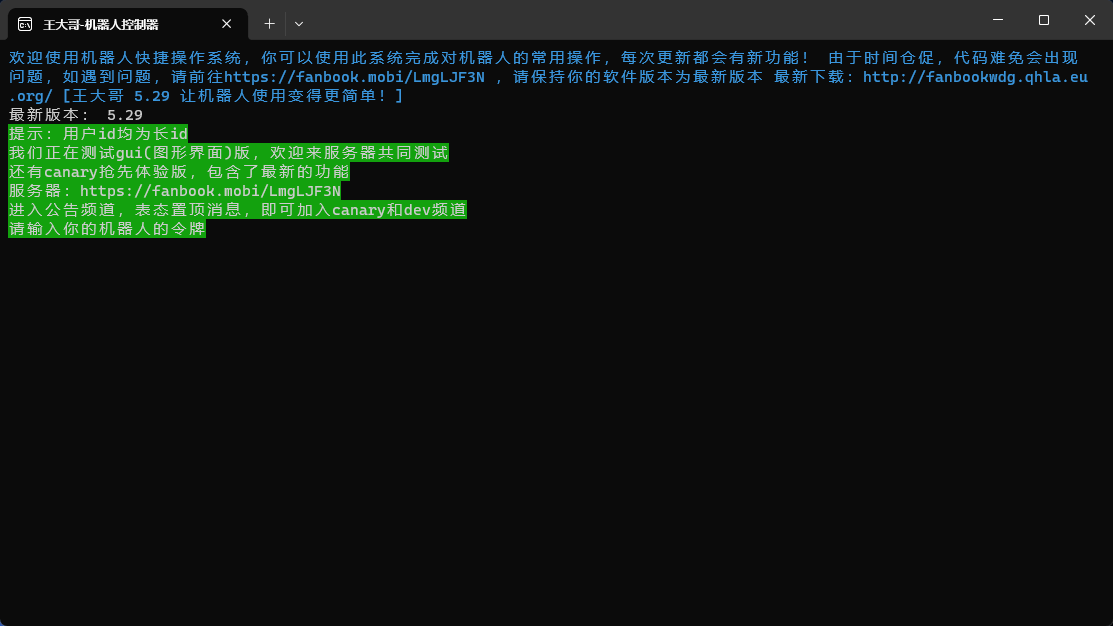 王大哥-机器人控制器
欢迎使用机器人快捷操作系统，你可以使用此系统完成对机器人的常用操作，每次更新都会有新功能！ 由于时间仓促，代码难免会出现
问题，如遇到问题，请前往https://fanbook.mobi/LmgLJF3N ，请保持你的软件版本为最新版本 最新下载：http://fanbookwdg.qhla.eu
.org/ [王大哥 5.29 让机器人使用变得更简单！]
最新版本： 5.29
提示：用户id均为长id
我们正在测试gui(图形界面)版，欢迎来服务器共同测试
还有canary抢先体验版，包含了最新的功能
服务器：https://fanbook.mobi/LmgLJF3N
进入公告频道，表态置顶消息，即可加入canary和dev频道
请输入你的机器人的令牌